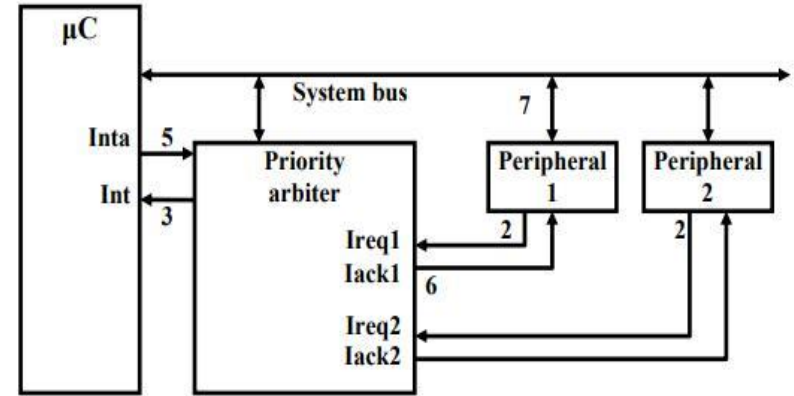 μC
System bus
7
Inta 5
Int
3
Priority
arbiter
Peripheral
1
Peripheral
2
2
2
Ireq1
Iack1
6
Ireq2
Iack2